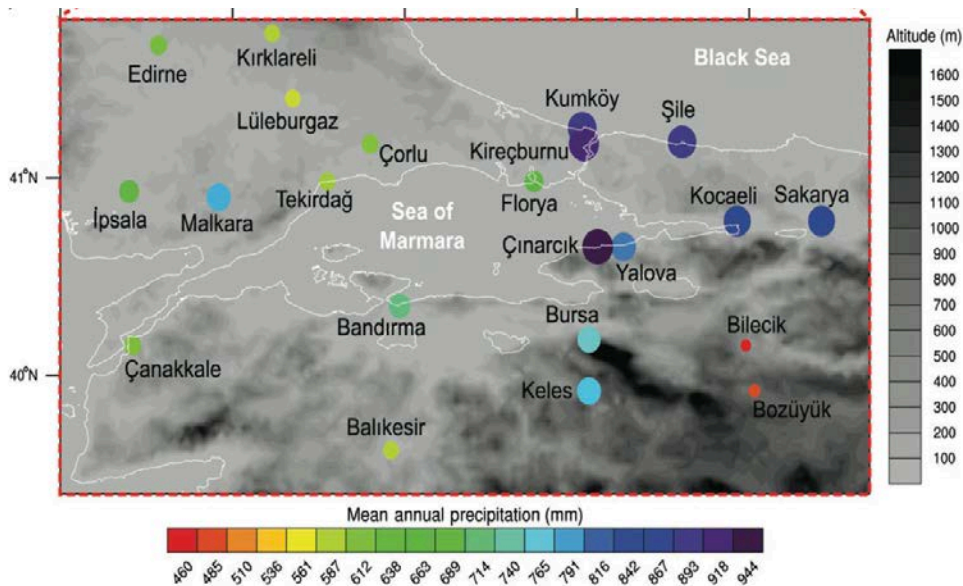 Altitude (m)
Edirne
Kırklareli
Black Sea
Lüleburgaz
Kumköy
Şile
Çorlu
Kireçburnu
41°N
İpsala
Malkara
Tekirdağ
Florya
Kocaeli
Sakarya
Sea of
Marmara
Çınarcık
Yalova
Bandırma
Bursa
Bilecik
Çanakkale
40°N
Keles
Bozüyük
Balıkesir
1600
1500
1400
1300
1200
1100
1000
900
800
700
600
500
400
300
200
100
Mean annual precipitation (mm)
460 485 510 536 561 587 612 638 663 689 714 740 765 791 816 842 867 893 918 944